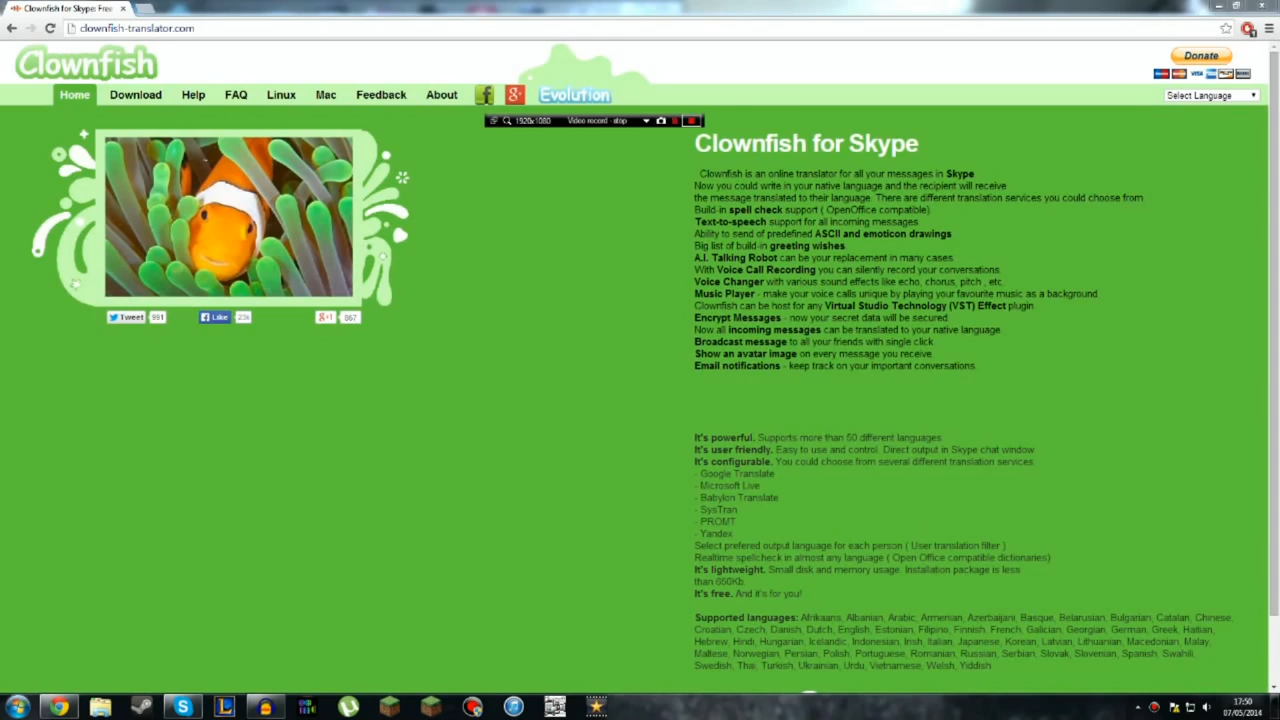 Clownfish for Skype: Free
clownfish-translator.com
Clownfish
Donate
VISA
Home Download Help FAQ Linux Mac Feedback About Evolution
Select Language
1920x1080 Video record - stop
Clownfish for Skype
Clownfish is an online translator for all your messages in Skype
Now you could write in your native language and the recipient will receive
the message translated to their language. There are different translation services you could choose from
Build-in spell check support ( OpenOffice compatible).
Text-to-speech support for all incoming messages.
Ability to send of predefined ASCII and emoticon drawings
Big list of build-in greeting wishes.
A.I. Talking Robot can be your replacement in many cases.
With Voice Call Recording you can silently record your conversations.
Voice Changer with various sound effects like echo, chorus, pitch , etc.
Music Player - make your voice calls unique by playing your favourite music as a background
Clownfish can be host for any Virtual Studio Technology (VST) Effect plugin.
Encrypt Messages - now your secret data will be secured.
Now all incoming messages can be translated to your native language.
Broadcast message to all your friends with single click.
Show an avatar image on every message you receive.
Email notifications - keep track on your important conversations.
Tweet 991 Like 23k +1 867
It's powerful. Supports more than 50 different languages.
It's user friendly. Easy to use and control. Direct output in Skype chat window
It's configurable. You could choose from several different translation services.
- Google Translate
- Microsoft Live
- Babylon Translate
- SysTran
- PROMT
- Yandex
Select prefered output language for each person ( User translation filter )
Realtime spellcheck in almost any language ( Open Office compatible dictionaries)
It's lightweight. Small disk and memory usage. Installation package is less
than 650Kb.
It's free. And it's for you!
Supported languages: Afrikaans, Albanian, Arabic, Armenian, Azerbaijani, Basque, Belarusian, Bulgarian, Catalan, Chinese,
Croatian, Czech, Danish, Dutch, English, Estonian, Filipino, Finnish, French, Galician, Georgian, German, Greek, Haitian,
Hebrew, Hindi, Hungarian, Icelandic, Indonesian, Irish, Italian, Japanese, Korean, Latvian, Lithuanian, Macedonian, Malay,
Maltese, Norwegian, Persian, Polish, Portuguese, Romanian, Russian, Serbian, Slovak, Slovenian, Spanish, Swahili,
Swedish, Thai, Turkish, Ukrainian, Urdu, Vietnamese, Welsh, Yiddish
17:50
07/05/2014